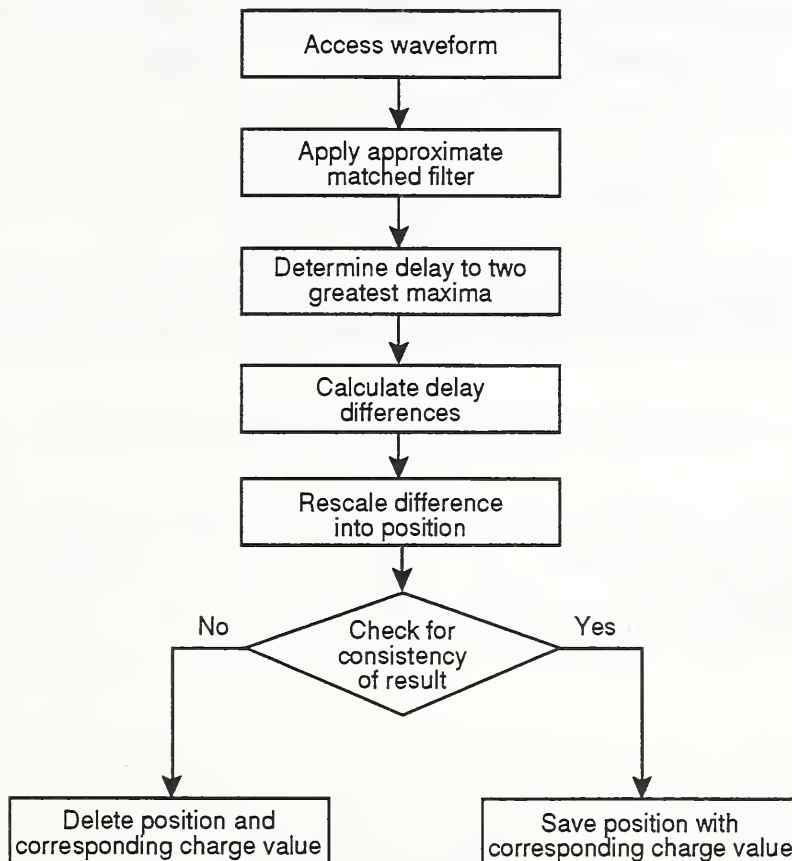 Access waveform
Apply approximate
matched filter
Determine delay to two
greatest maxima
Calculate delay
differences
Rescale difference
into position
No
Check for
consistency
of result
Yes
Delete position and
corresponding charge value
Save position with
corresponding charge value